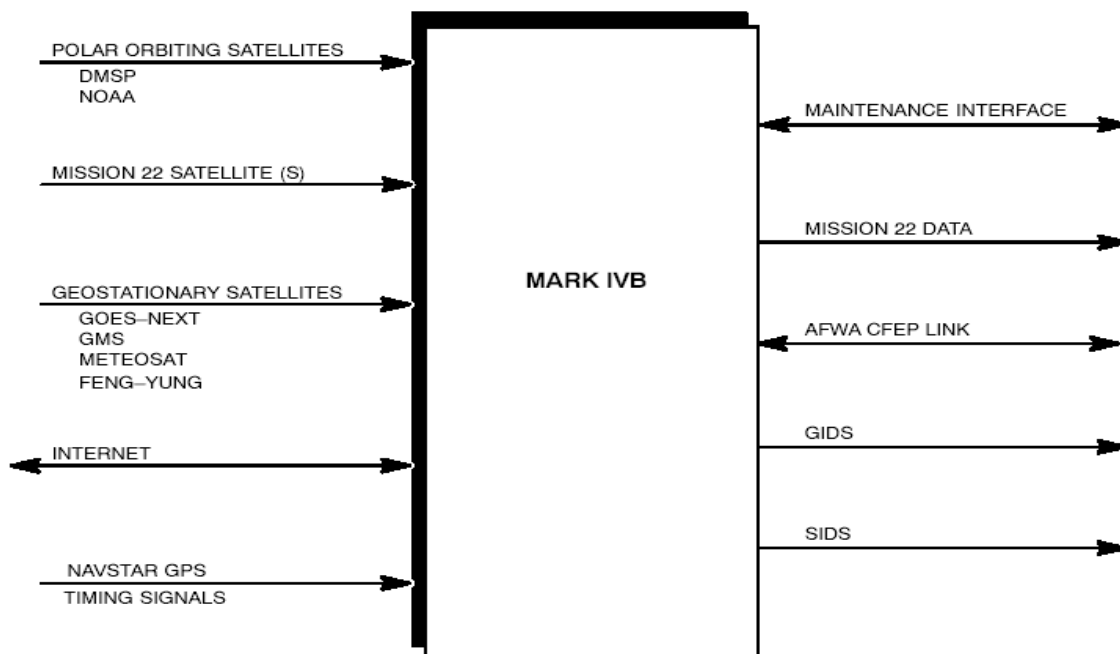 POLAR ORBITING SATELLITES
DMSP
NOAA
MISSION 22 SATELLITE (S)
GEOSTATIONARY SATELLITES
GOES–NEXT
GMS
METEOSAT
FENG–YUNG
INTERNET
NAVSTAR GPS
TIMING SIGNALS
MARK IVB
MAINTENANCE INTERFACE
MISSION 22 DATA
AFWA CFEP LINK
GIDS
SIDS